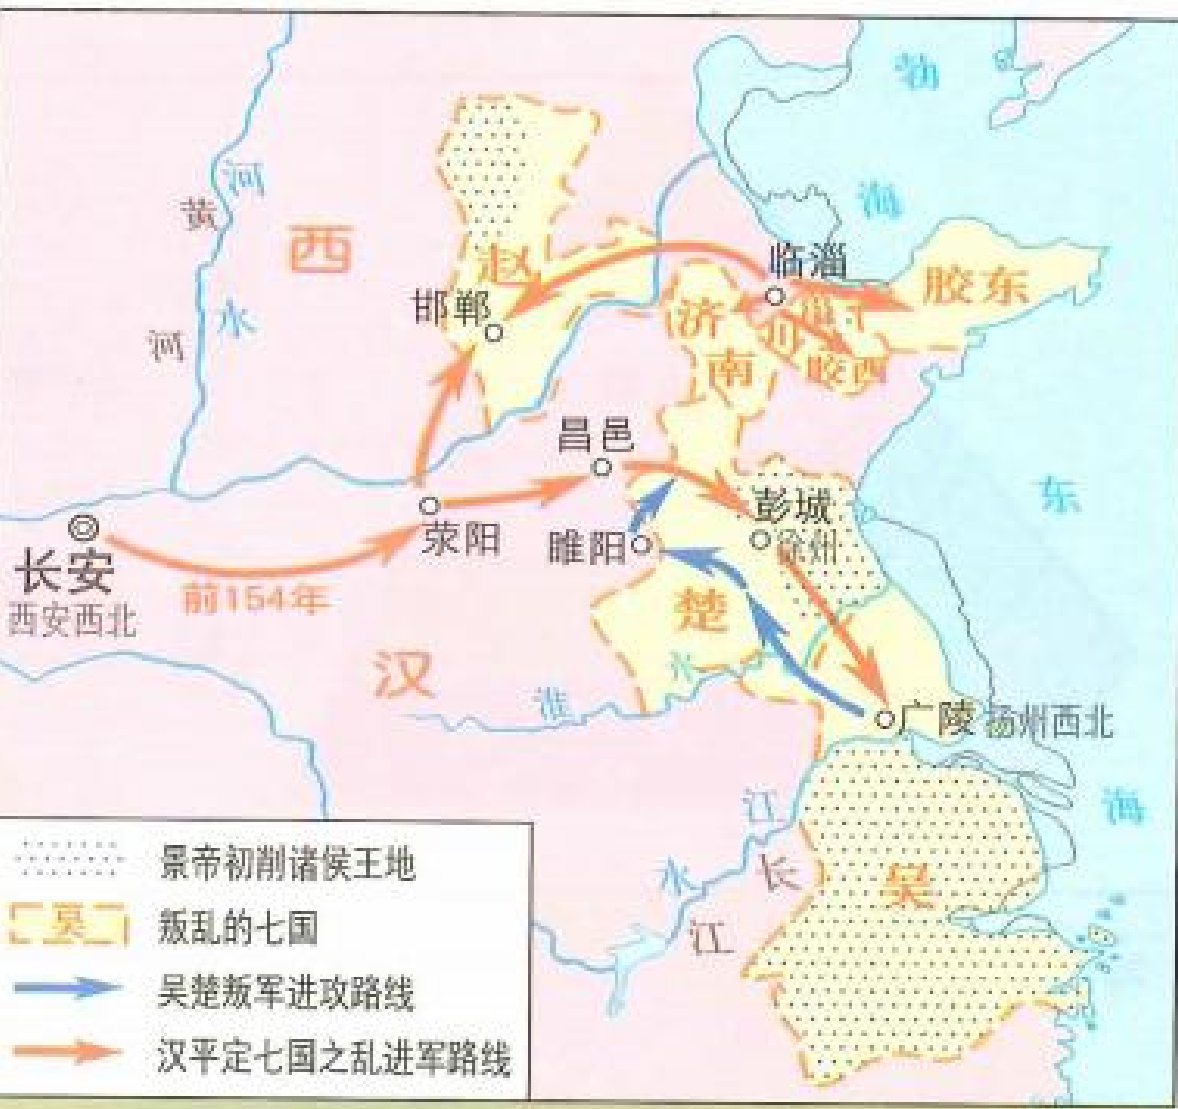 勃
海
黄
河
河
水
西
赵
邯郸
临淄
胶东
济
南
胶西
昌邑
彭城
徐州
荥阳
睢阳
长安
西安西北
前154年
楚
汉
淮
水
广陵 扬州西北
东
海
江
水
长
江
吴
景帝初削诸侯王地
吴
叛乱的七国
吴楚叛军进攻路线
汉平定七国之乱进军路线